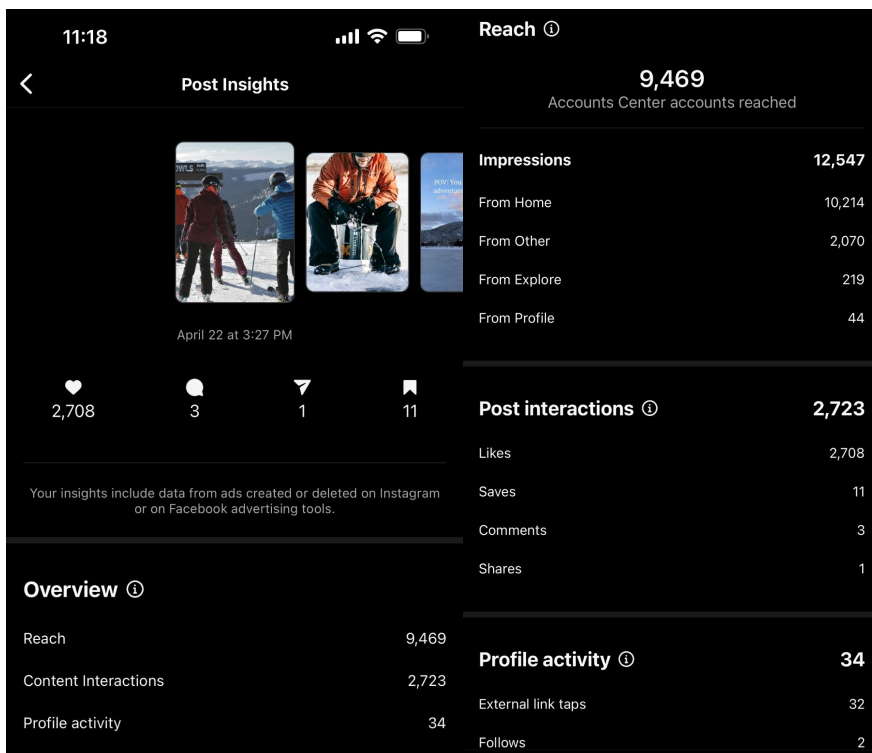 11:18
Post Insights
POV: You
April 22 at 3:27 PM
2,708
3
1
11
Your insights include data from ads created or deleted on Instagram
or on Facebook advertising tools.
Overview
Reach 9,469
Content Interactions 2,723
Profile activity 34
Reach
9,469
Accounts Center accounts reached
Impressions 12,547
From Home 10,214
From Other 2,070
From Explore 219
From Profile 44
Post interactions 2,723
Likes 2,708
Saves 11
Comments 3
Shares 1
Profile activity 34
External link taps 32
Follows 2